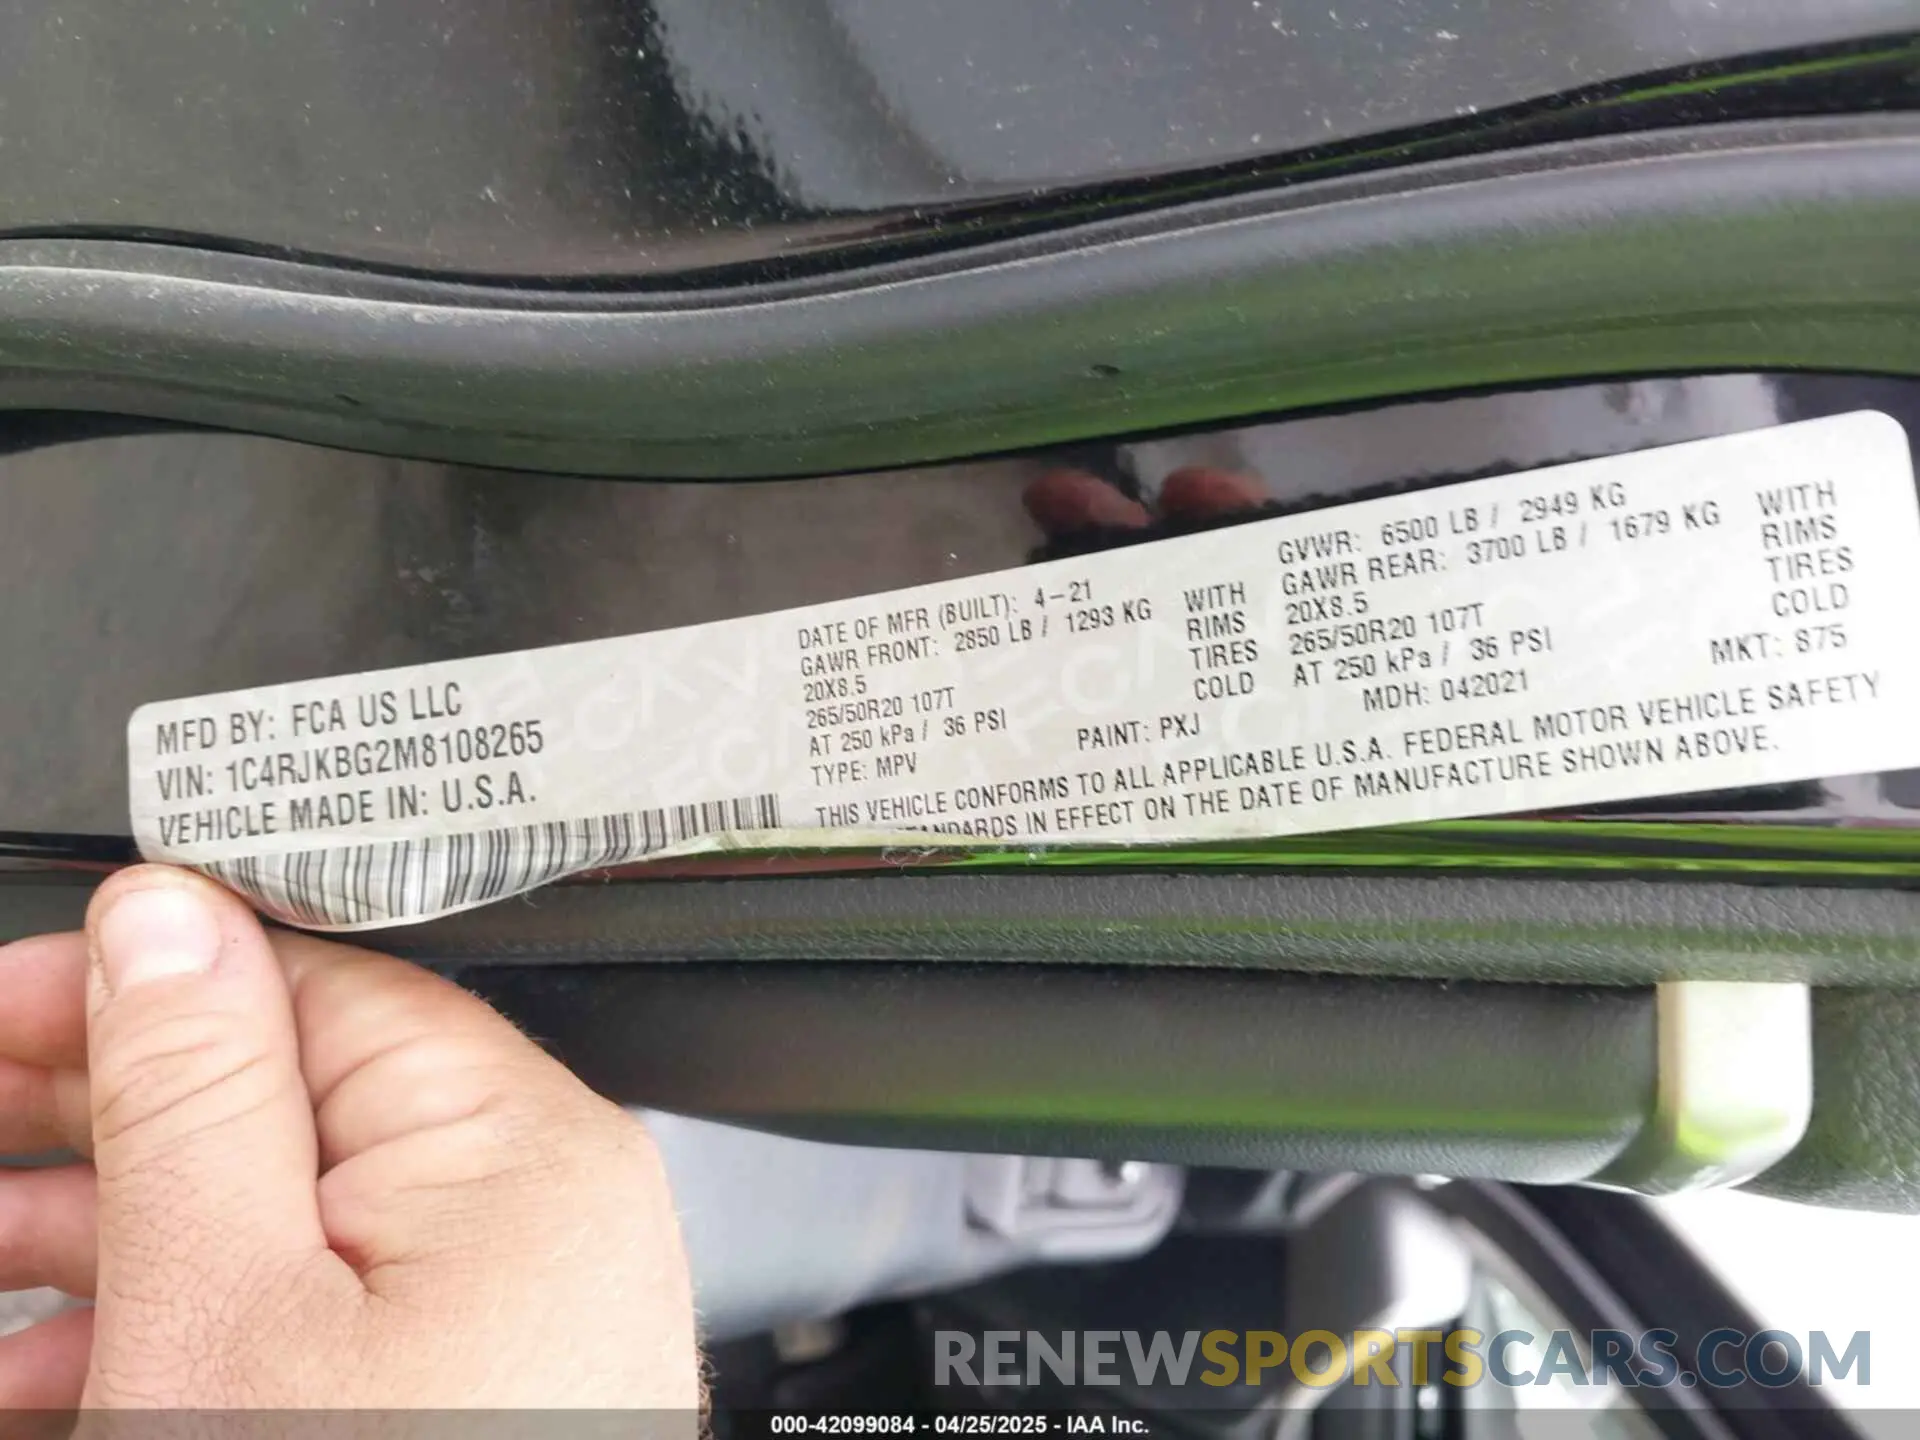 MFD BY: FCA US LLC
VIN: 1C4RJKBG2M8108265
VEHICLE MADE IN: U.S.A.
DATE OF MFR (BUILT): 4-21
GAWR FRONT: 2850 LB / 1293 KG WITH
20X8.5 RIMS
265/50R20 107T TIRES
AT 250 kPa / 36 PSI COLD
TYPE: MPV
PAINT: PXJ
GVWR: 6500 LB / 2949 KG
GAWR REAR: 3700 LB / 1679 KG WITH
20X8.5 RIMS
265/50R20 107T TIRES
AT 250 kPa / 36 PSI COLD
MDH: 042021 MKT: 875
THIS VEHICLE CONFORMS TO ALL APPLICABLE U.S.A. FEDERAL MOTOR VEHICLE SAFETY
IN EFFECT ON THE DATE OF MANUFACTURE SHOWN ABOVE.
RENEWSPORTSCARS.COM
000-42099084 - 04/25/2025 - IAA Inc.